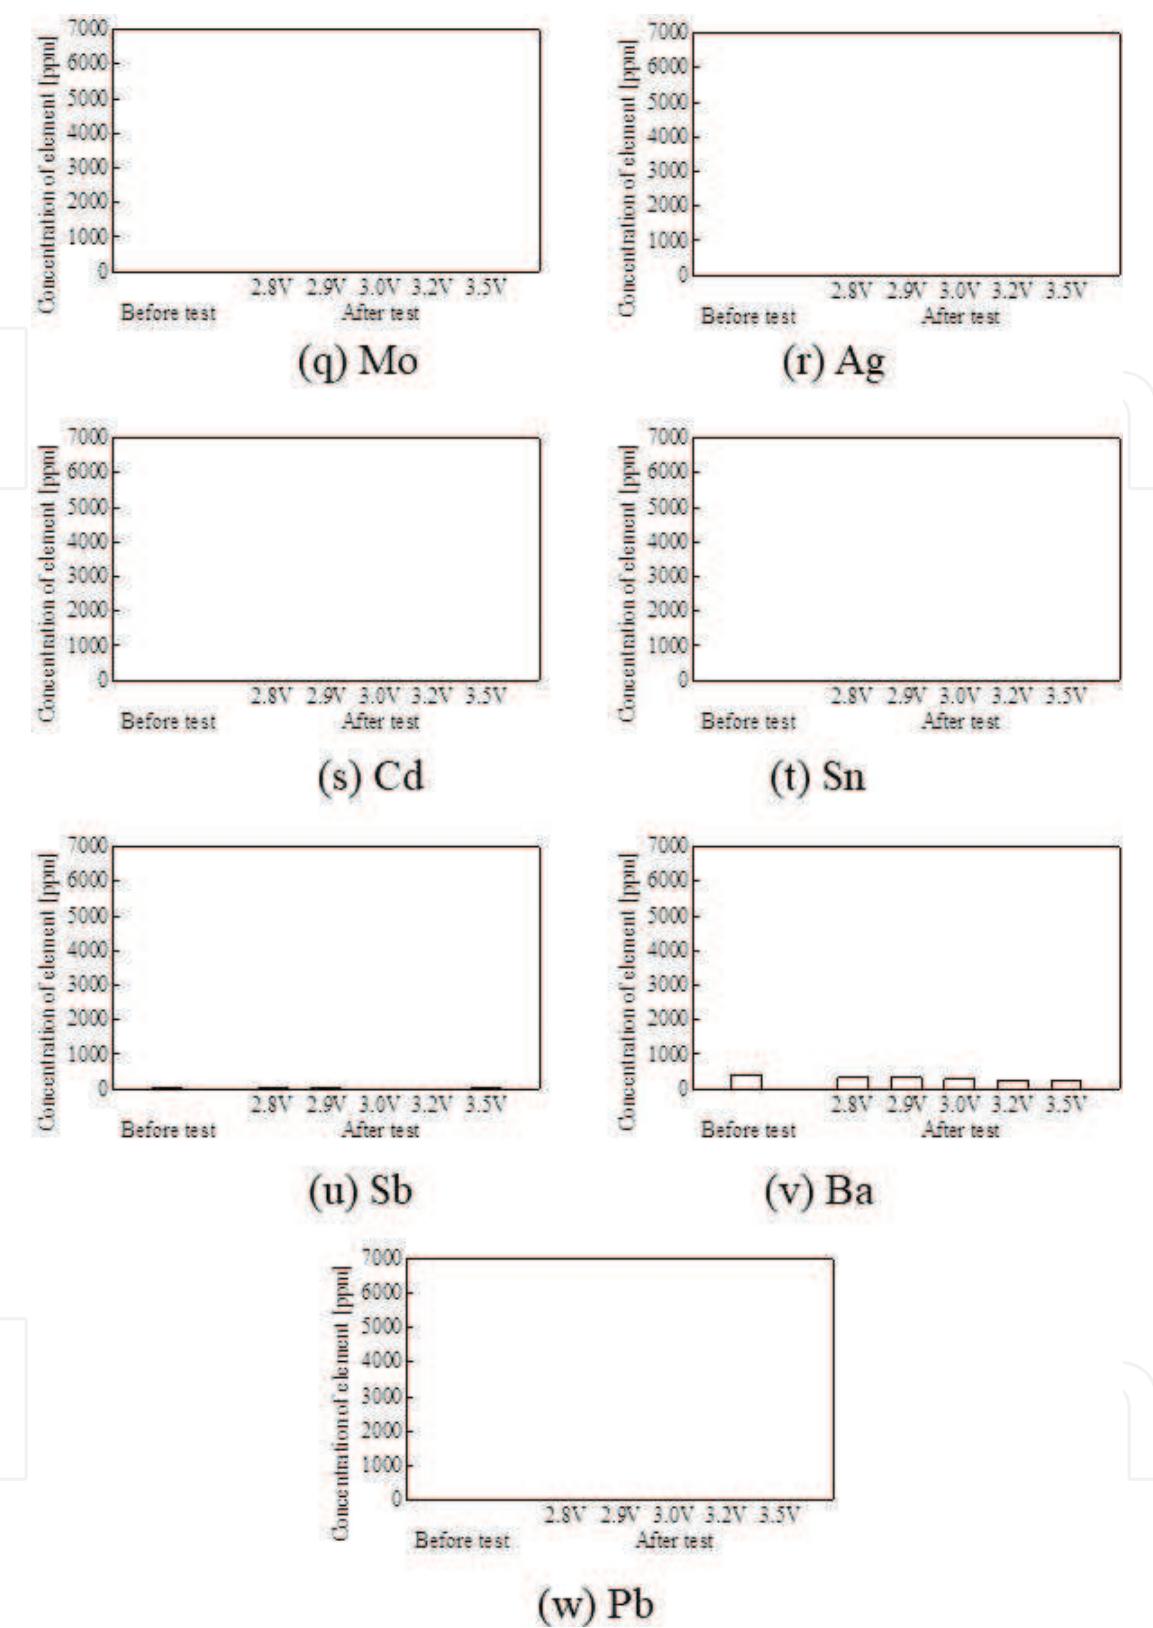 Concentration of element [ppm]
7000
6000
5000
4000
3000
2000
1000
0
2.8V 2.9V 3.0V 3.2V 3.5V
Before test After test
(q) Mo
Concentration of element [ppm]
7000
6000
5000
4000
3000
2000
1000
0
2.8V 2.9V 3.0V 3.2V 3.5V
Before test After test
(r) Ag
Concentration of element [ppm]
7000
6000
5000
4000
3000
2000
1000
0
2.8V 2.9V 3.0V 3.2V 3.5V
Before test After test
(s) Cd
Concentration of element [ppm]
7000
6000
5000
4000
3000
2000
1000
0
2.8V 2.9V 3.0V 3.2V 3.5V
Before test After test
(t) Sn
Concentration of element [ppm]
7000
6000
5000
4000
3000
2000
1000
0
2.8V 2.9V 3.0V 3.2V 3.5V
Before test After test
(u) Sb
Concentration of element [ppm]
7000
6000
5000
4000
3000
2000
1000
0
2.8V 2.9V 3.0V 3.2V 3.5V
Before test After test
(v) Ba
Concentration of element [ppm]
7000
6000
5000
4000
3000
2000
1000
0
2.8V 2.9V 3.0V 3.2V 3.5V
Before test After test
(w) Pb